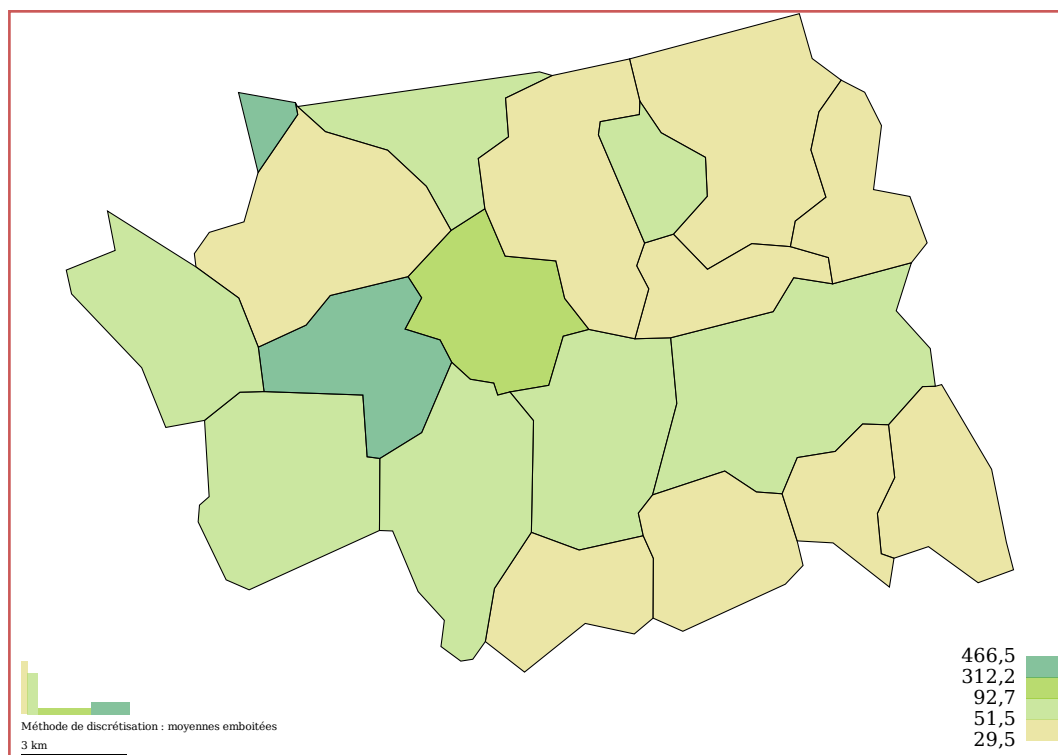 466,5
312,2
92,7
51,5
29,5
Méthode de discrétisation : moyennes emboitées
3 km